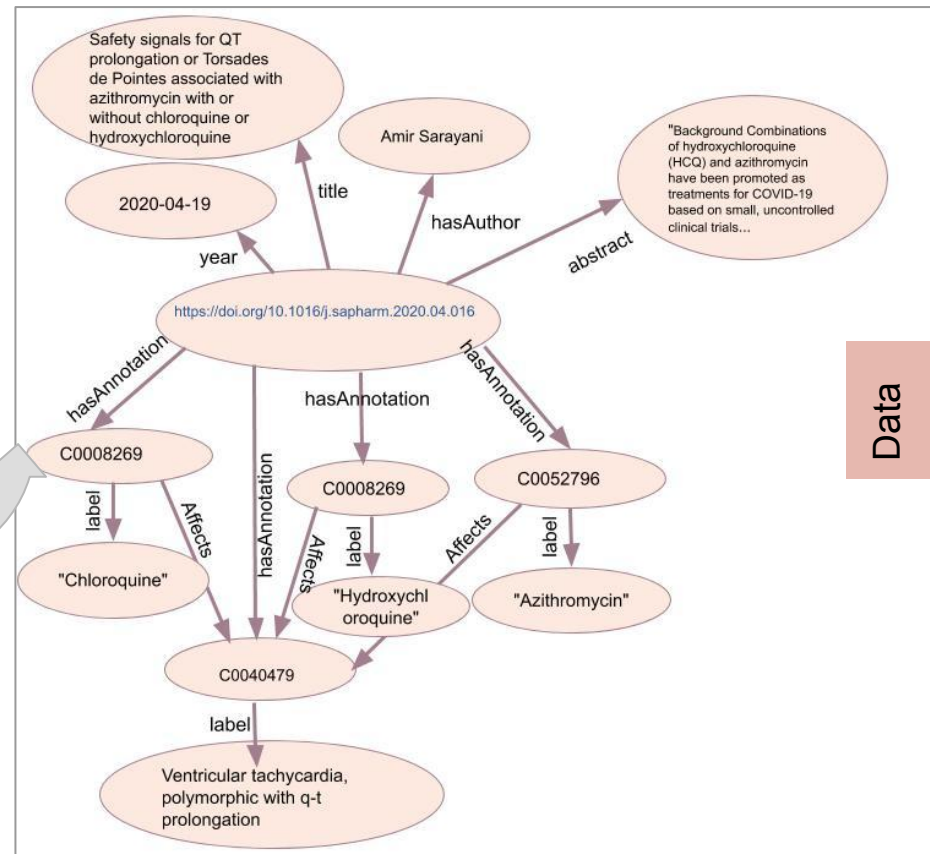 Safety signals for QT
prolongation or Torsades
de Pointes associated with
azithromycin with or
without chloroquine or
hydroxychloroquine
Amir Sarayani
"Background Combinations
of hydroxychloroquine
(HCQ) and azithromycin
have been promoted as
treatments for COVID-19
based on small, uncontrolled
clinical trials...
2020-04-19
title
hasAuthor
year
abstract
https://doi.org/10.1016/j.sapharm.2020.04.016
hasAnnotation
hasAnnotation
hasAnnotation
hasAnnotation
Data
C0008269
C0008269
C0052796
label
Affects
Affects
label
Affects
label
"Chloroquine"
"Hydroxychl
oroquine"
"Azithromycin"
C0040479
label
Ventricular tachycardia,
polymorphic with q-t
prolongation